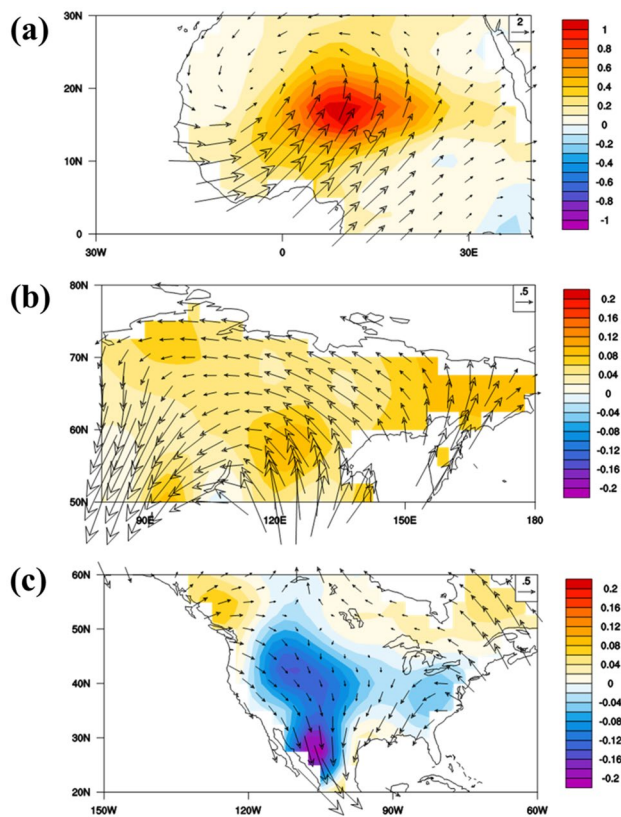 (a)
30N
20N
10N
0
30W
0
30E
2
1
0.8
0.6
0.4
0.2
0
-0.2
-0.4
-0.6
-0.8
-1
(b)
80N
70N
60N
50N
90E
120E
150E
180
.5
0.2
0.16
0.12
0.08
0.04
0
-0.04
-0.08
-0.12
-0.16
-0.2
(c)
60N
50N
40N
30N
20N
150W
120W
90W
60W
.5
0.2
0.16
0.12
0.08
0.04
0
-0.04
-0.08
-0.12
-0.16
-0.2